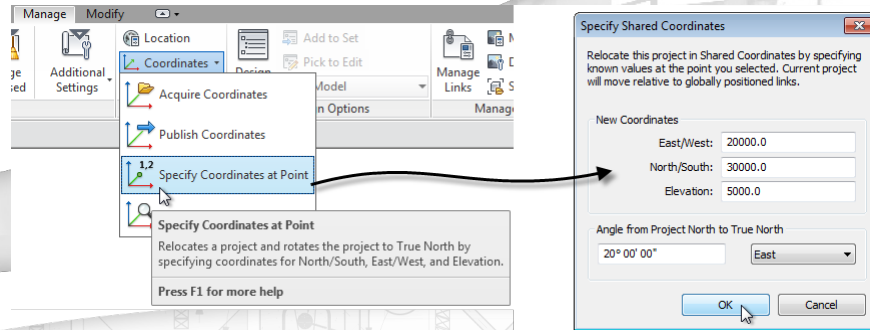 Manage Modify
Location
Add to Set
Coordinates
Pick to Edit
Additional
Settings
Manage
Links
Model
Acquire Coordinates
Publish Coordinates
1,2
Specify Coordinates at Point
Specify Coordinates at Point
Relocates a project and rotates the project to True North by
specifying coordinates for North/South, East/West, and Elevation.
Press F1 for more help
Specify Shared Coordinates
Relocate this project in Shared Coordinates by specifying
known values at the point you selected. Current project
will move relative to globally positioned links.
New Coordinates
East/West: 20000.0
North/South: 30000.0
Elevation: 5000.0
Angle from Project North to True North
20° 00' 00" East
OK Cancel